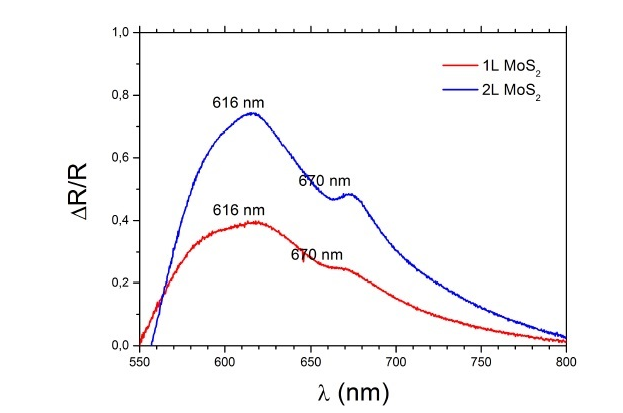 1,0
0,8
0,6
0,4
0,2
0,0
ΔR/R
616 nm
670 nm
616 nm
670 nm
1L MoS₂
2L MoS₂
550 600 650 700 750 800
λ (nm)